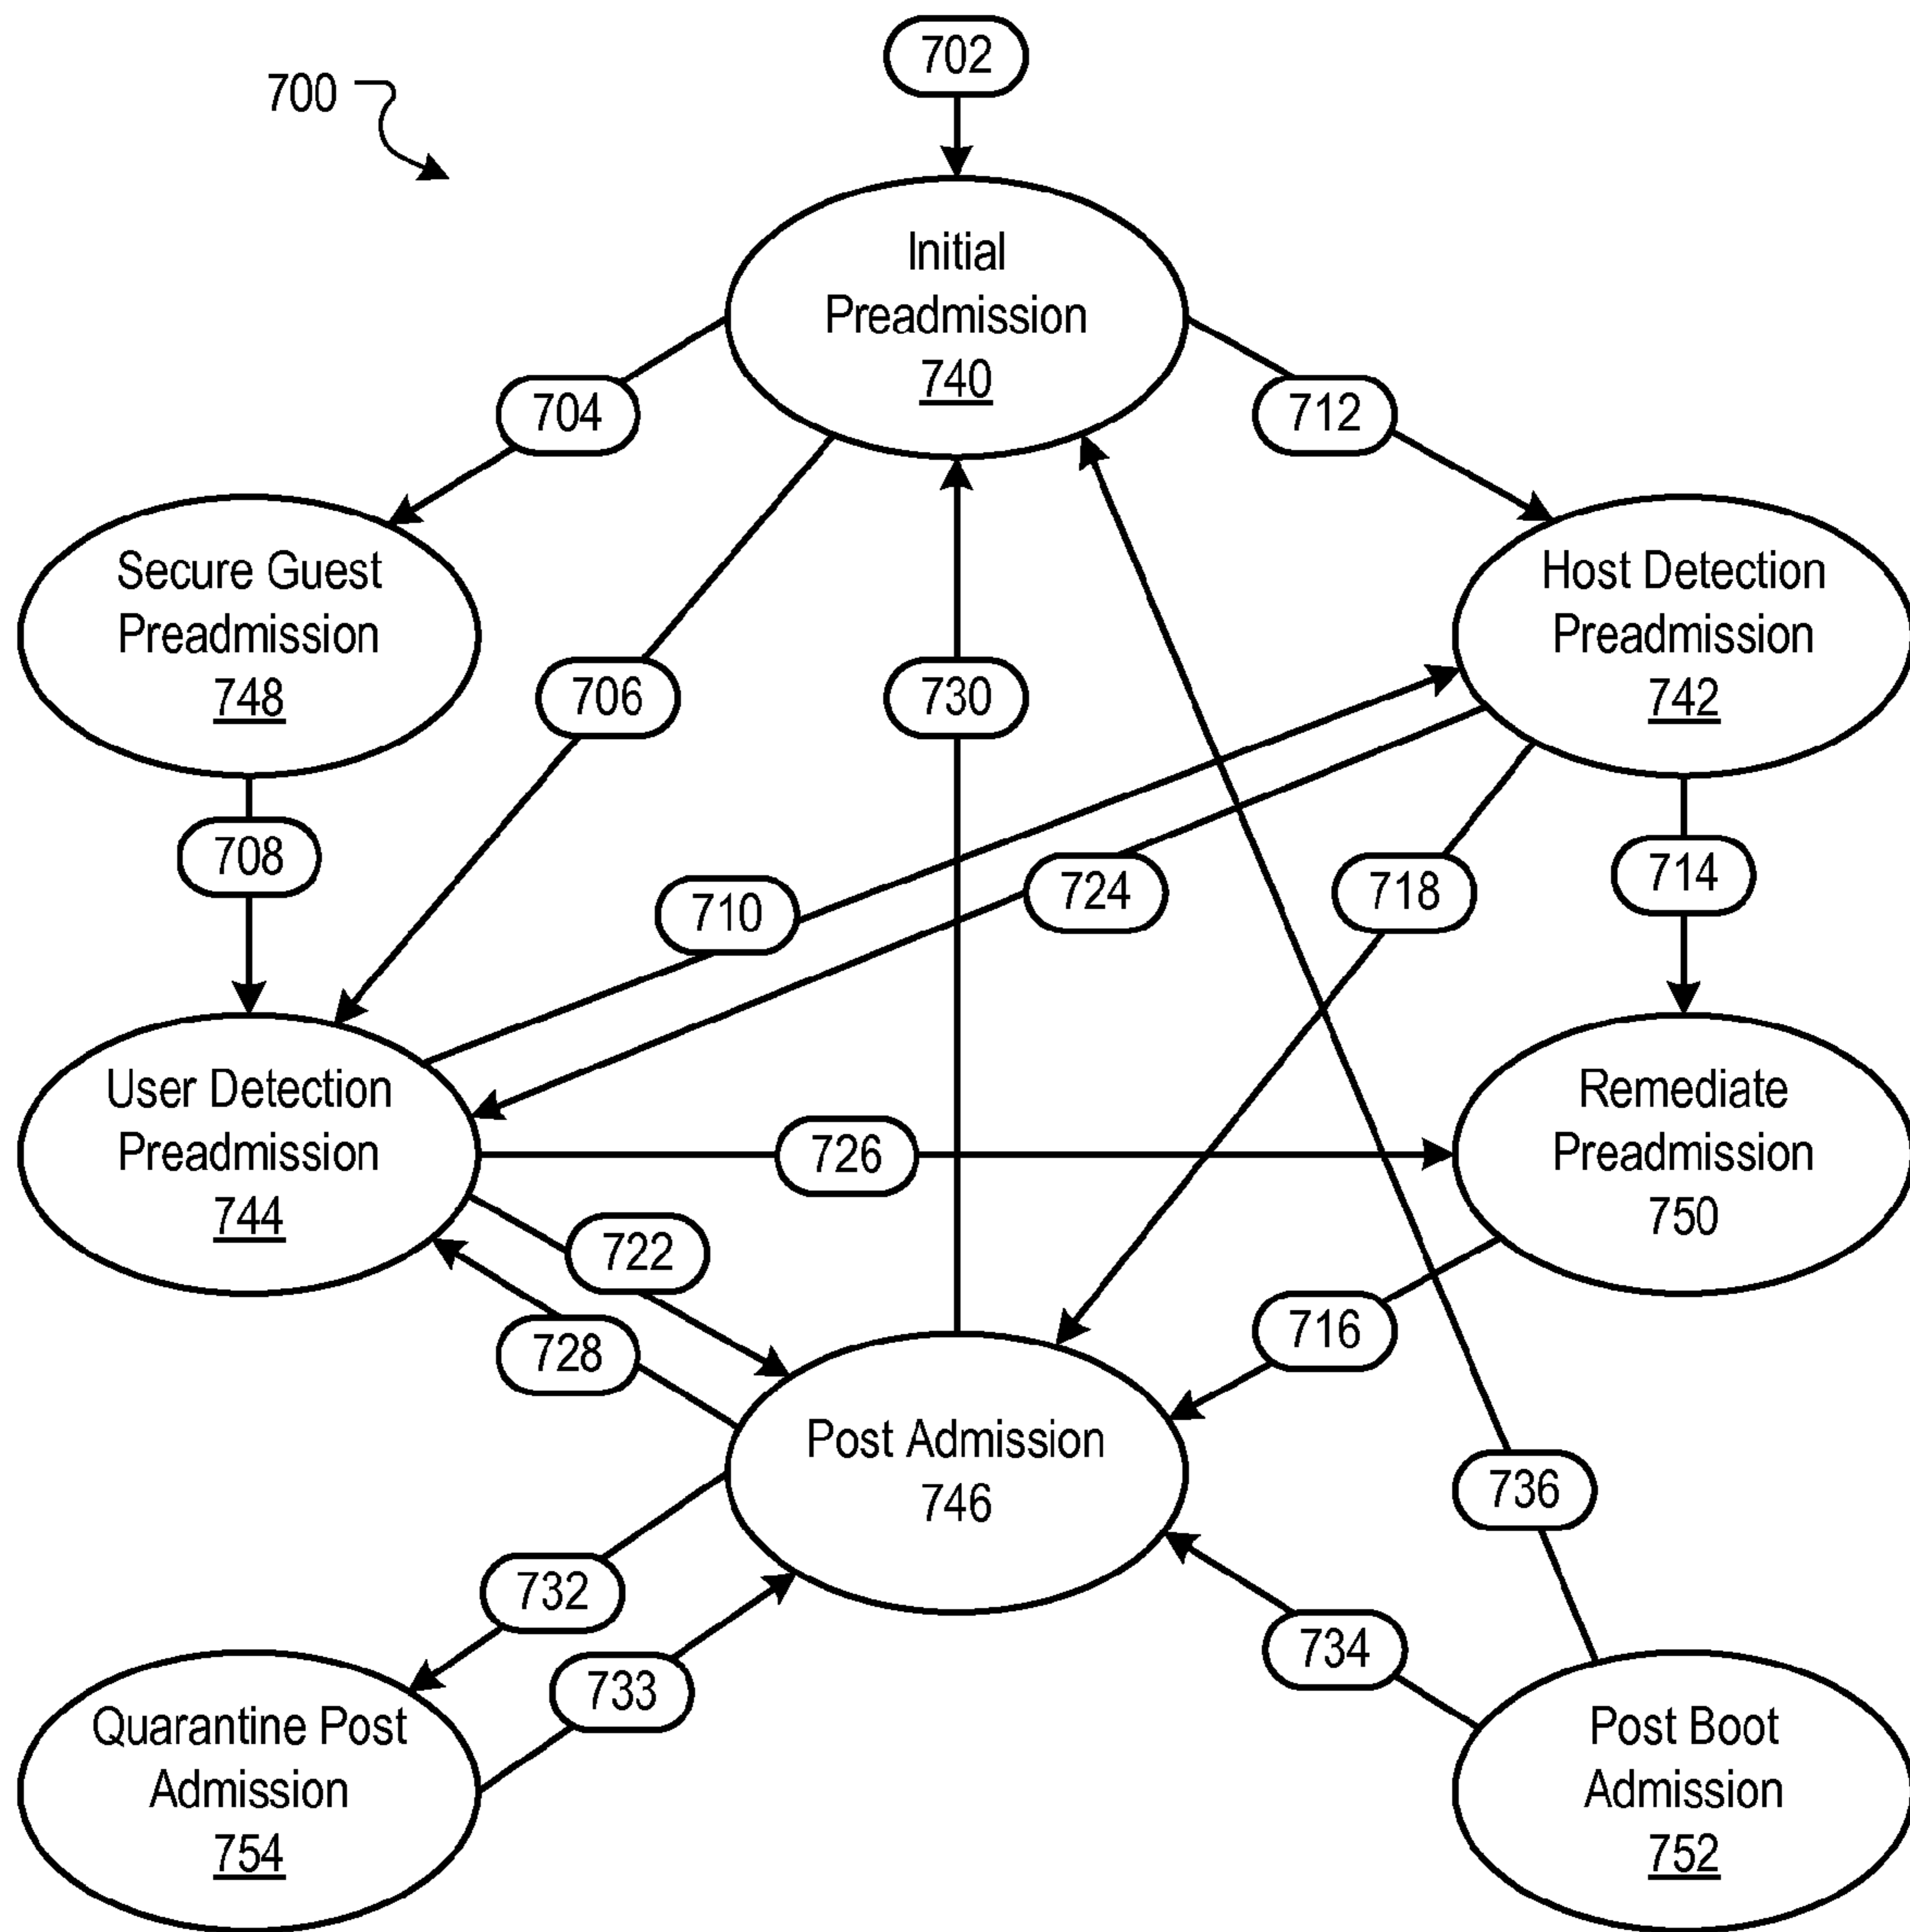 702
700
Initial
Preadmission
740
704
712
Secure Guest
Preadmission
748
Host Detection
Preadmission
742
706
730
708
710
724
718
714
User Detection
Preadmission
744
Remediate
Preadmission
750
726
722
728
716
Post Admission
746
736
732
733
734
Quarantine Post
Admission
754
Post Boot
Admission
752